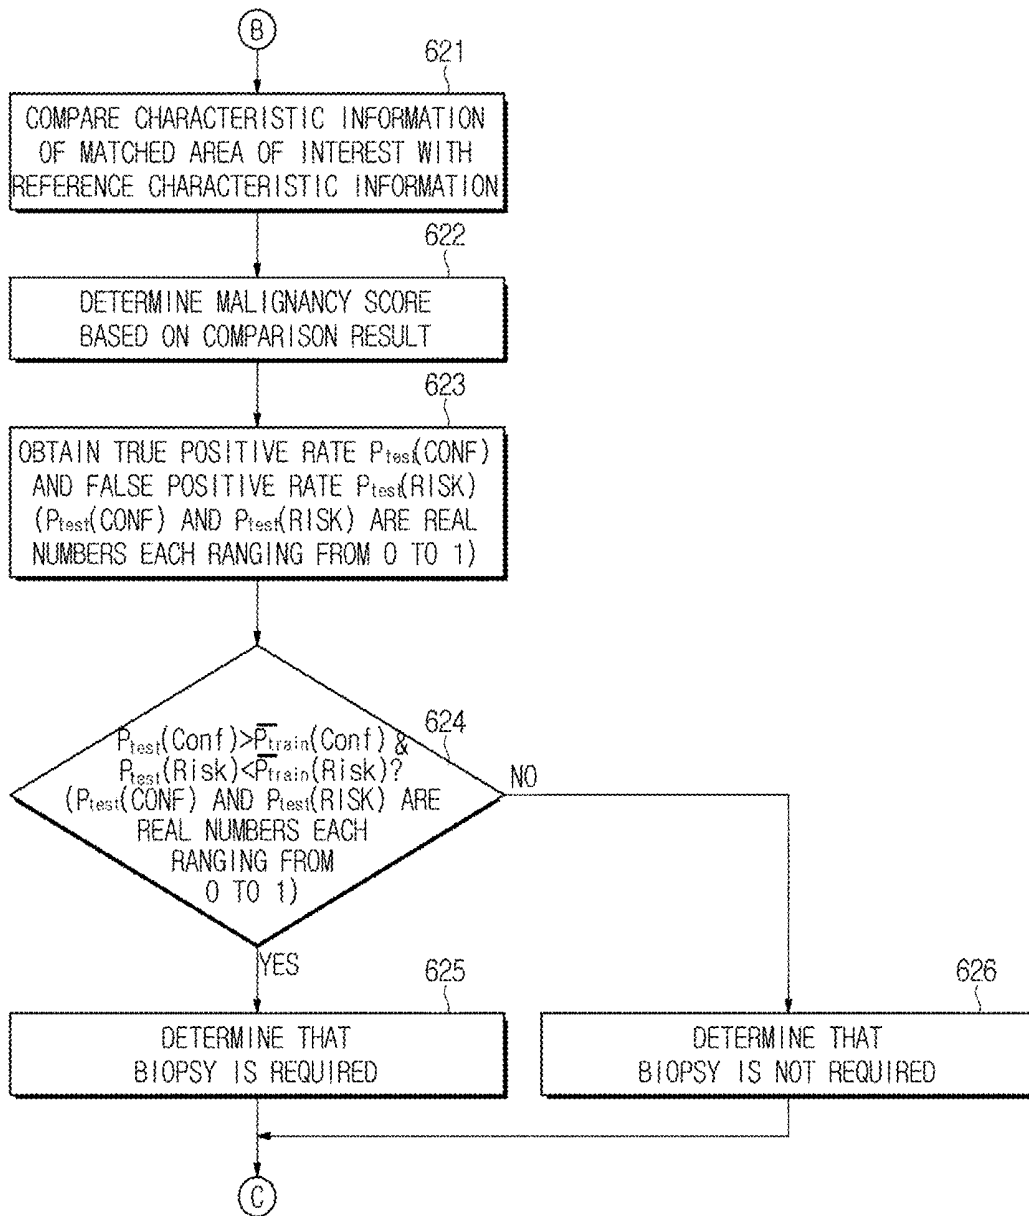 B
621
COMPARE CHARACTERISTIC INFORMATION
OF MATCHED AREA OF INTEREST WITH
REFERENCE CHARACTERISTIC INFORMATION
622
DETERMINE MALIGNANCY SCORE
BASED ON COMPARISON RESULT
623
OBTAIN TRUE POSITIVE RATE Ptest(CONF)
AND FALSE POSITIVE RATE Ptest(RISK)
(Ptest(CONF) AND Ptest(RISK) ARE REAL
NUMBERS EACH RANGING FROM 0 TO 1)
624
Ptest(Conf)>P̅train(Conf) &
Ptest(Risk)<P̅train(Risk)?
(Ptest(CONF) AND Ptest(RISK) ARE
REAL NUMBERS EACH
RANGING FROM
0 TO 1)
NO
YES
625
DETERMINE THAT
BIOPSY IS REQUIRED
626
DETERMINE THAT
BIOPSY IS NOT REQUIRED
C